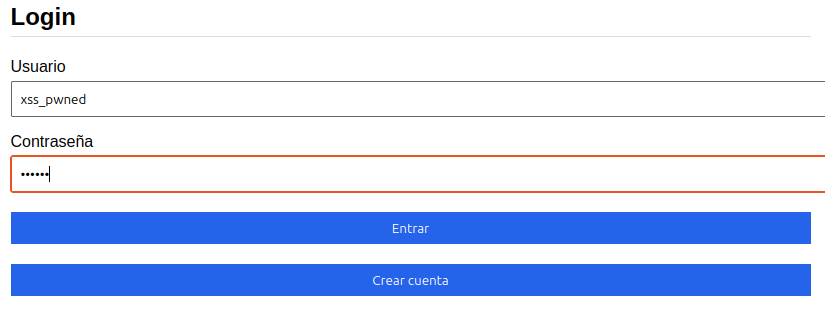 Login
Usuario
xss_pwned
Contraseña
••••••
Entrar
Crear cuenta